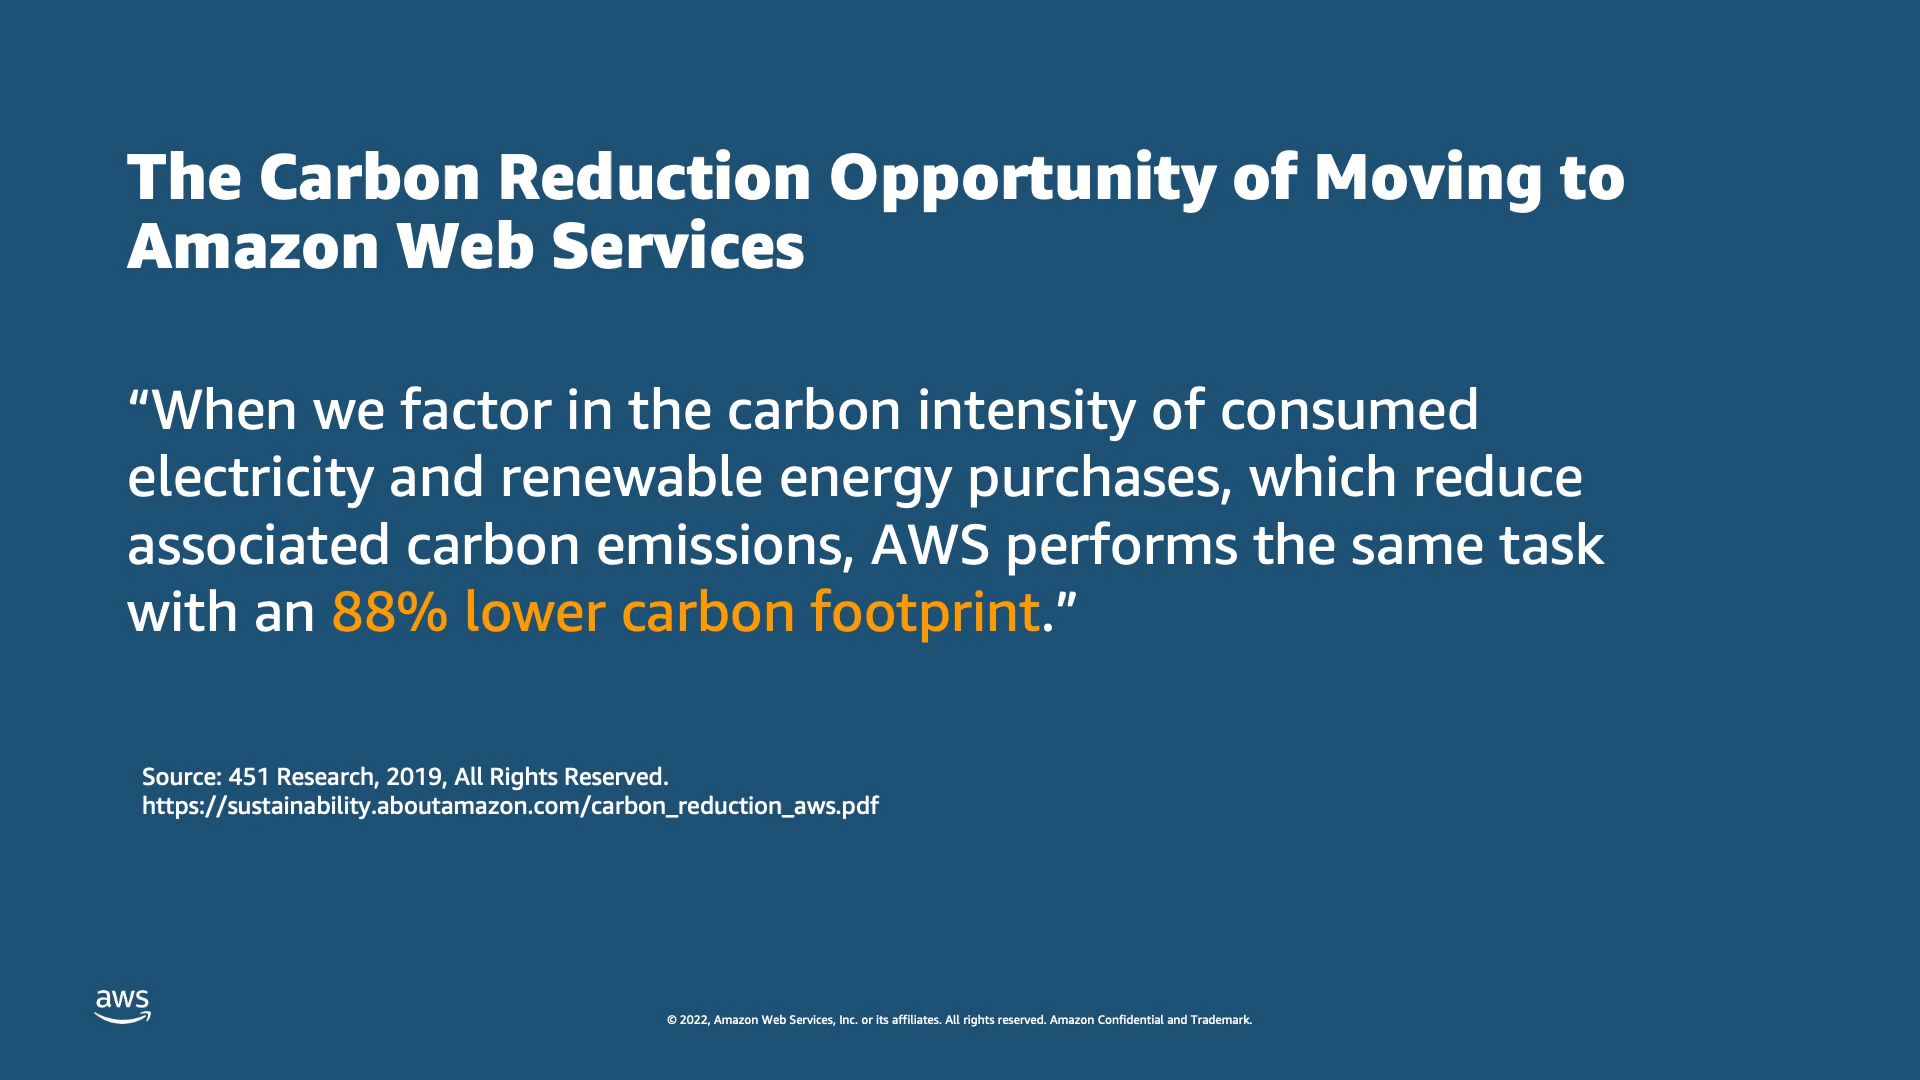 The Carbon Reduction Opportunity of Moving to
Amazon Web Services
“When we factor in the carbon intensity of consumed
electricity and renewable energy purchases, which reduce
associated carbon emissions, AWS performs the same task
with an 88% lower carbon footprint.”
Source: 451 Research, 2019, All Rights Reserved.
https://sustainability.aboutamazon.com/carbon_reduction_aws.pdf
aws
© 2022, Amazon Web Services, Inc. or its affiliates. All rights reserved. Amazon Confidential and Trademark.